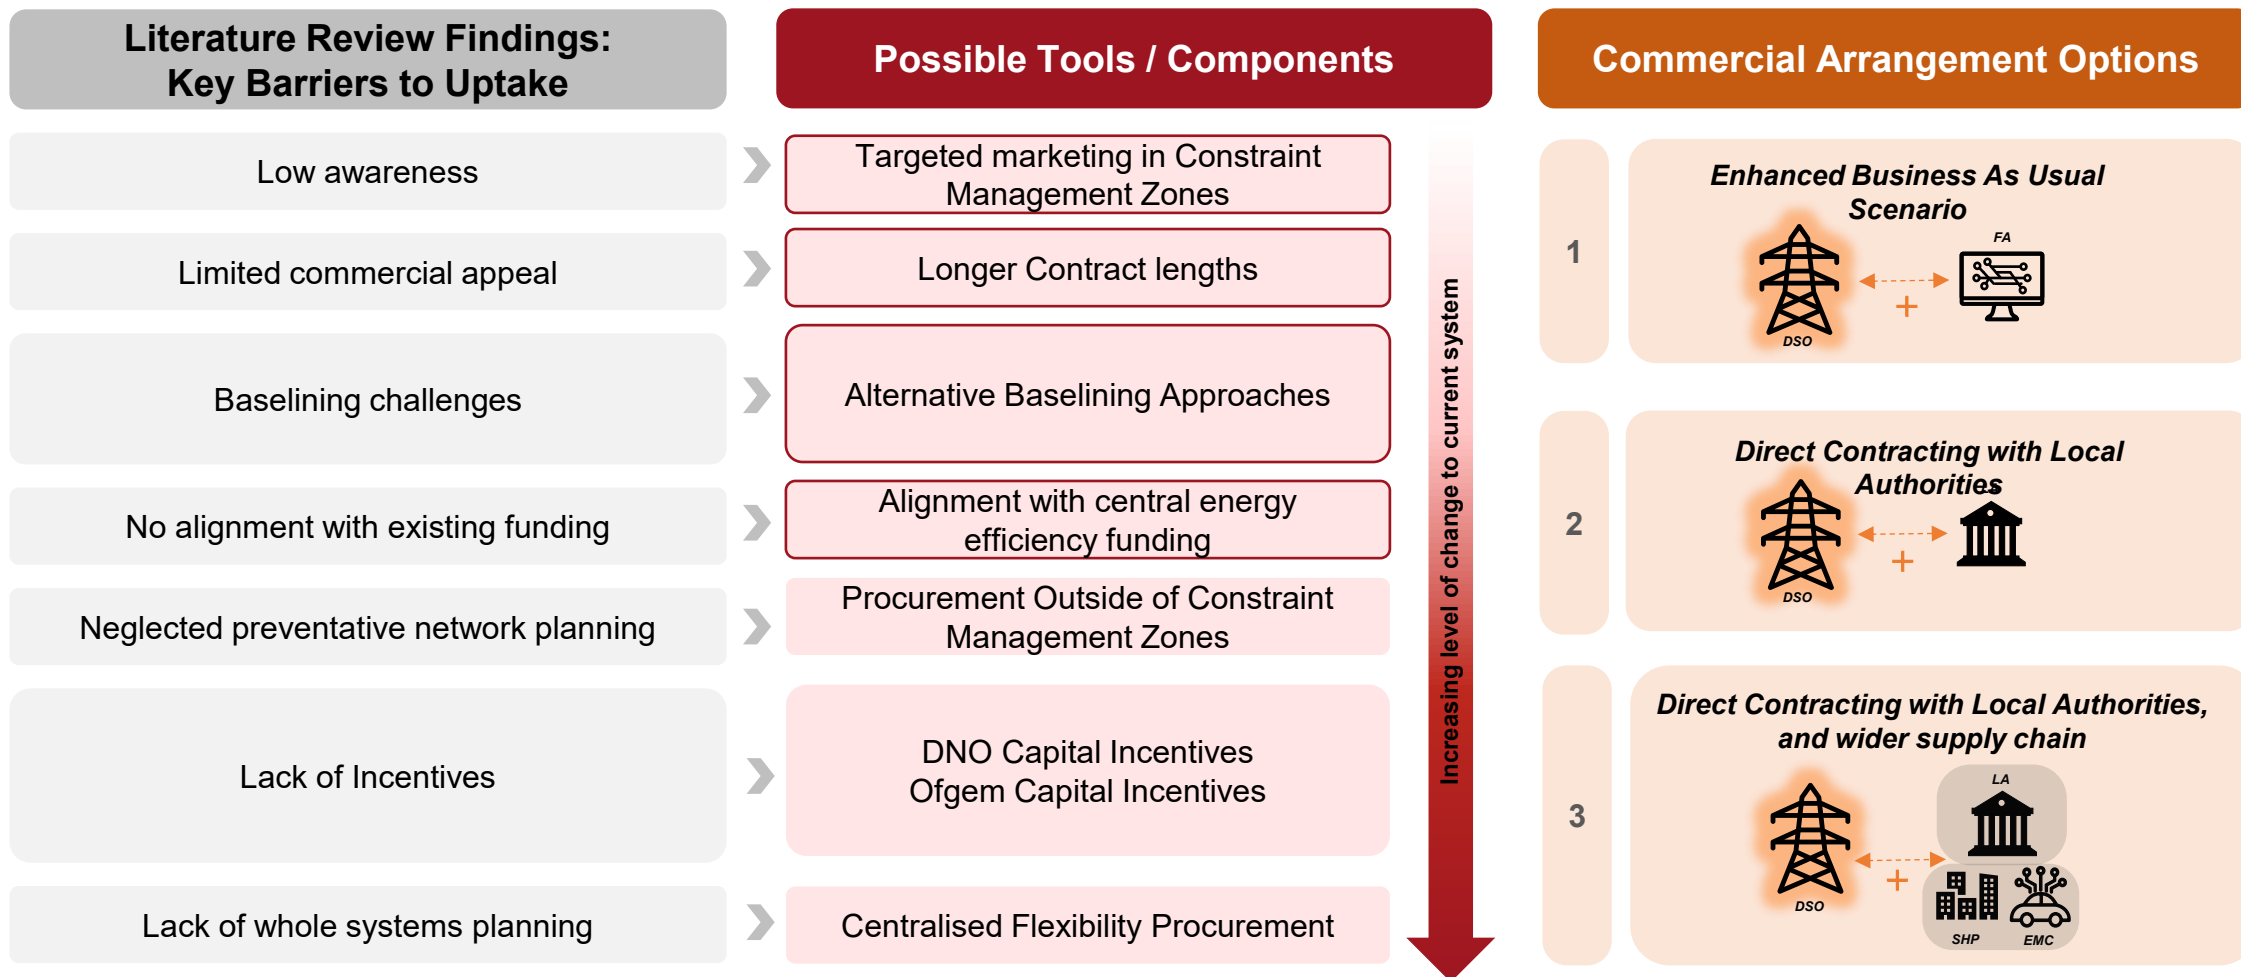 Literature Review Findings:
Key Barriers to Uptake
Low awareness
Limited commercial appeal
Baselining challenges
No alignment with existing funding
Neglected preventative network planning
Lack of Incentives
Lack of whole systems planning
Possible Tools / Components
Targeted marketing in Constraint
Management Zones
Longer Contract lengths
Alternative Baselining Approaches
Alignment with central energy
efficiency funding
Procurement Outside of Constraint
Management Zones
DNO Capital Incentives
Ofgem Capital Incentives
Centralised Flexibility Procurement
Increasing level of change to current system
Commercial Arrangement Options
1
Enhanced Business As Usual
Scenario
FA
+
DSO
2
Direct Contracting with Local
Authorities
+
DSO
3
Direct Contracting with Local Authorities,
and wider supply chain
LA
+
DSO
SHP
EMC